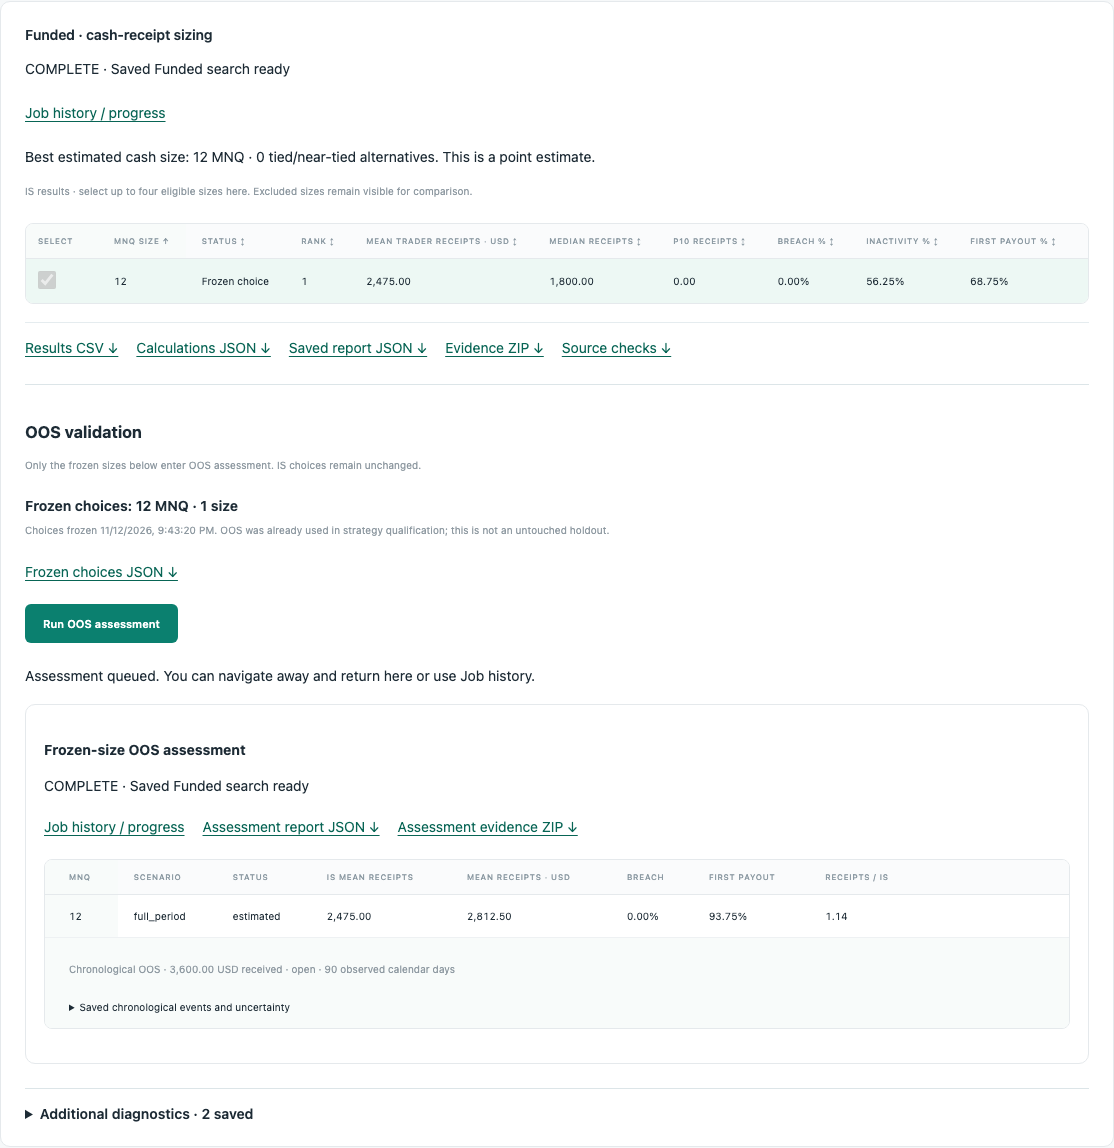 Funded · cash-receipt sizing
COMPLETE · Saved Funded search ready
Job history / progress
Best estimated cash size: 12 MNQ · 0 tied/near-tied alternatives. This is a point estimate.
IS results · select up to four eligible sizes here. Excluded sizes remain visible for comparison.
SELECT MNQ SIZE ↑ STATUS ↕ RANK ↕ MEAN TRADER RECEIPTS · USD ↕ MEDIAN RECEIPTS ↕ P10 RECEIPTS ↕ BREACH % ↕ INACTIVITY % ↕ FIRST PAYOUT % ↕
12 Frozen choice 1 2,475.00 1,800.00 0.00 0.00% 56.25% 68.75%
Results CSV ↓ Calculations JSON ↓ Saved report JSON ↓ Evidence ZIP ↓ Source checks ↓
OOS validation
Only the frozen sizes below enter OOS assessment. IS choices remain unchanged.
Frozen choices: 12 MNQ · 1 size
Choices frozen 11/12/2026, 9:43:20 PM. OOS was already used in strategy qualification; this is not an untouched holdout.
Frozen choices JSON ↓
Run OOS assessment
Assessment queued. You can navigate away and return here or use Job history.
Frozen-size OOS assessment
COMPLETE · Saved Funded search ready
Job history / progress Assessment report JSON ↓ Assessment evidence ZIP ↓
MNQ SCENARIO STATUS IS MEAN RECEIPTS MEAN RECEIPTS · USD BREACH FIRST PAYOUT RECEIPTS / IS
12 full_period estimated 2,475.00 2,812.50 0.00% 93.75% 1.14
Chronological OOS · 3,600.00 USD received · open · 90 observed calendar days
▶ Saved chronological events and uncertainty
▶ Additional diagnostics · 2 saved